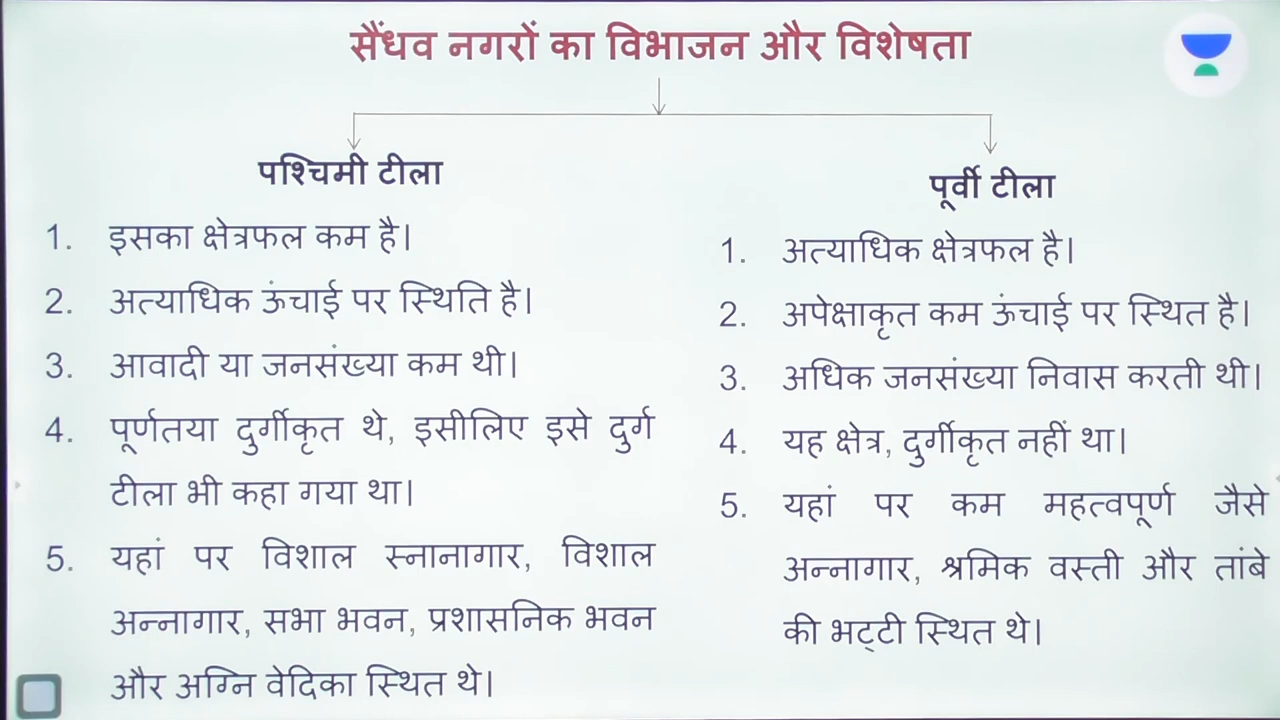 सैंधव नगरों का विभाजन और विशेषता
पश्चिमी टीला
1. इसका क्षेत्रफल कम है।
2. अत्याधिक ऊंचाई पर स्थिति है।
3. आवादी या जनसंख्या कम थी।
4. पूर्णतया दुर्गीकृत थे, इसीलिए इसे दुर्ग
टीला भी कहा गया था।
5. यहां पर विशाल स्नानागार, विशाल
अन्नागार, सभा भवन, प्रशासनिक भवन
और अग्नि वेदिका स्थित थे।
पूर्वी टीला
1. अत्याधिक क्षेत्रफल है।
2. अपेक्षाकृत कम ऊंचाई पर स्थित है।
3. अधिक जनसंख्या निवास करती थी।
4. यह क्षेत्र, दुर्गीकृत नहीं था।
5. यहां पर कम महत्वपूर्ण जैसे
अन्नागार, श्रमिक वस्ती और तांबे
की भट्टी स्थित थे।